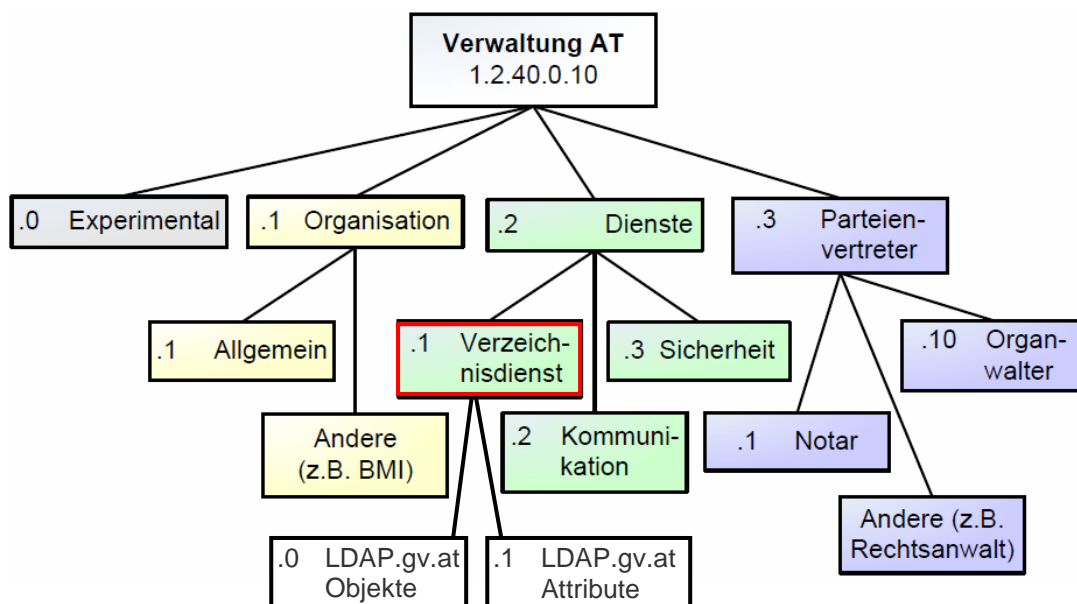 Verwaltung AT
1.2.40.0.10
.0 Experimental
.1 Organisation
.2 Dienste
.3 Parteien-
vertreter
.1 Allgemein
.1 Verzeich-
nisdienst
.3 Sicherheit
.10 Organ-
walter
Andere
(z.B. BMI)
.2 Kommuni-
kation
.1 Notar
Andere (z.B.
Rechtsanwalt)
.0 LDAP.gv.at
Objekte
.1 LDAP.gv.at
Attribute